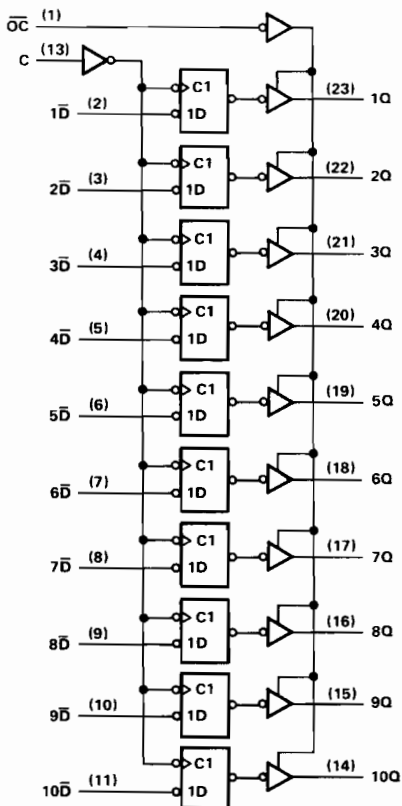 O̅C̅ (1)
C (13)
C1
1D̅ (2) 1D (23) 1Q
C1
2D̅ (3) 1D (22) 2Q
C1
3D̅ (4) 1D (21) 3Q
C1
4D̅ (5) 1D (20) 4Q
C1
5D̅ (6) 1D (19) 5Q
C1
6D̅ (7) 1D (18) 6Q
C1
7D̅ (8) 1D (17) 7Q
C1
8D̅ (9) 1D (16) 8Q
C1
9D̅ (10) 1D (15) 9Q
C1
10D̅ (11) 1D (14) 10Q